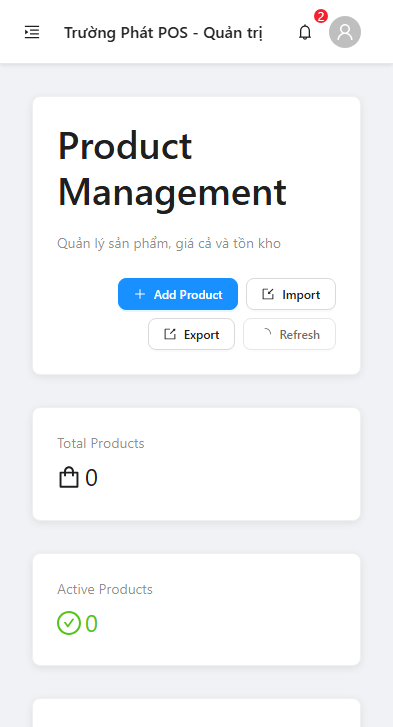 Trường Phát POS - Quản trị
2
Product
Management
Quản lý sản phẩm, giá cả và tồn kho
Add Product
Import
Export
Refresh
Total Products
0
Active Products
0